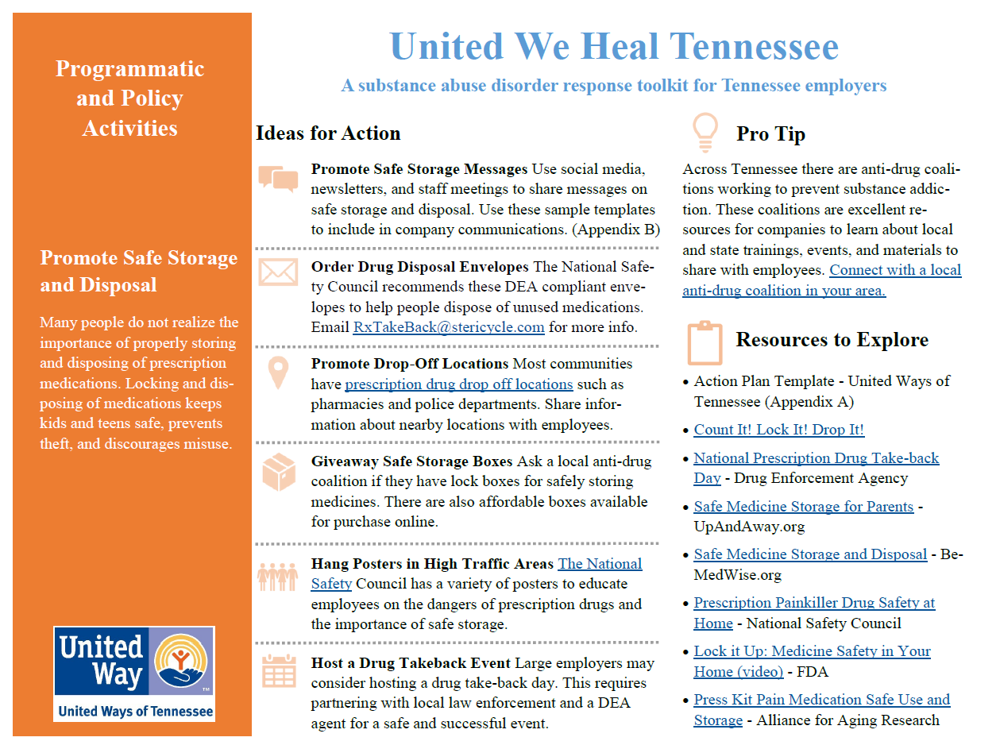 Programmatic
and Policy
Activities
Promote Safe Storage
and Disposal
Many people do not realize the
importance of properly storing
and disposing of prescription
medications. Locking and dis-
posing of medications keeps
kids and teens safe, prevents
theft, and discourages misuse.
United
Way
TM
United Ways of Tennessee
United We Heal Tennessee
A substance abuse disorder response toolkit for Tennessee employers
Ideas for Action
Promote Safe Storage Messages Use social media,
newsletters, and staff meetings to share messages on
safe storage and disposal. Use these sample templates
to include in company communications. (Appendix B)
Order Drug Disposal Envelopes The National Safe-
ty Council recommends these DEA compliant enve-
lopes to help people dispose of unused medications.
Email RxTakeBack@stericycle.com for more info.
Promote Drop-Off Locations Most communities
have prescription drug drop off locations such as
pharmacies and police departments. Share infor-
mation about nearby locations with employees.
Giveaway Safe Storage Boxes Ask a local anti-drug
coalition if they have lock boxes for safely storing
medicines. There are also affordable boxes available
for purchase online.
Hang Posters in High Traffic Areas The National
Safety Council has a variety of posters to educate
employees on the dangers of prescription drugs and
the importance of safe storage.
Host a Drug Takeback Event Large employers may
consider hosting a drug take-back day. This requires
partnering with local law enforcement and a DEA
agent for a safe and successful event.
Pro Tip
Across Tennessee there are anti-drug coali-
tions working to prevent substance addic-
tion. These coalitions are excellent re-
sources for companies to learn about local
and state trainings, events, and materials to
share with employees. Connect with a local
anti-drug coalition in your area.
Resources to Explore
• Action Plan Template - United Ways of
Tennessee (Appendix A)
• Count It! Lock It! Drop It!
• National Prescription Drug Take-back
Day - Drug Enforcement Agency
• Safe Medicine Storage for Parents -
UpAndAway.org
• Safe Medicine Storage and Disposal - Be-
MedWise.org
• Prescription Painkiller Drug Safety at
Home - National Safety Council
• Lock it Up: Medicine Safety in Your
Home (video) - FDA
• Press Kit Pain Medication Safe Use and
Storage - Alliance for Aging Research